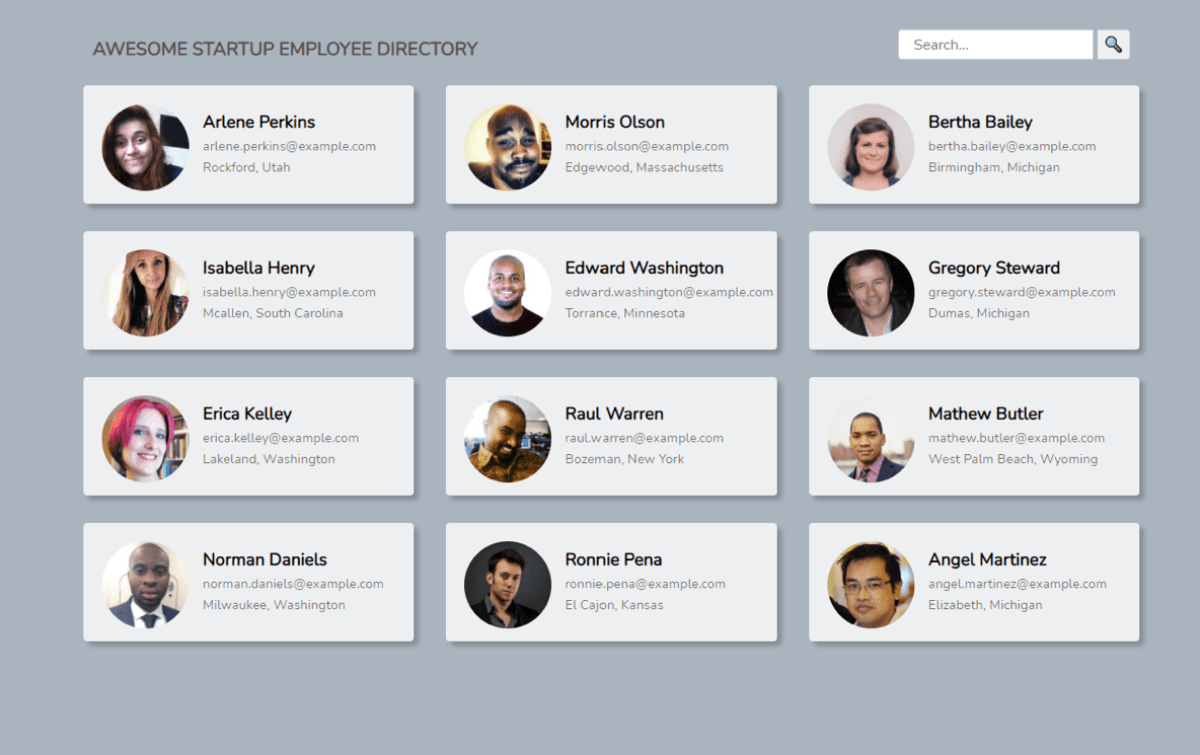 AWESOME STARTUP EMPLOYEE DIRECTORY
Search...
Arlene Perkins
arlene.perkins@example.com
Rockford, Utah
Morris Olson
morris.olson@example.com
Edgewood, Massachusetts
Bertha Bailey
bertha.bailey@example.com
Birmingham, Michigan
Isabella Henry
isabella.henry@example.com
Mcallen, South Carolina
Edward Washington
edward.washington@example.com
Torrance, Minnesota
Gregory Steward
gregory.steward@example.com
Dumas, Michigan
Erica Kelley
erica.kelley@example.com
Lakeland, Washington
Raul Warren
raul.warren@example.com
Bozeman, New York
Mathew Butler
mathew.butler@example.com
West Palm Beach, Wyoming
Norman Daniels
norman.daniels@example.com
Milwaukee, Washington
Ronnie Pena
ronnie.pena@example.com
El Cajon, Kansas
Angel Martinez
angel.martinez@example.com
Elizabeth, Michigan